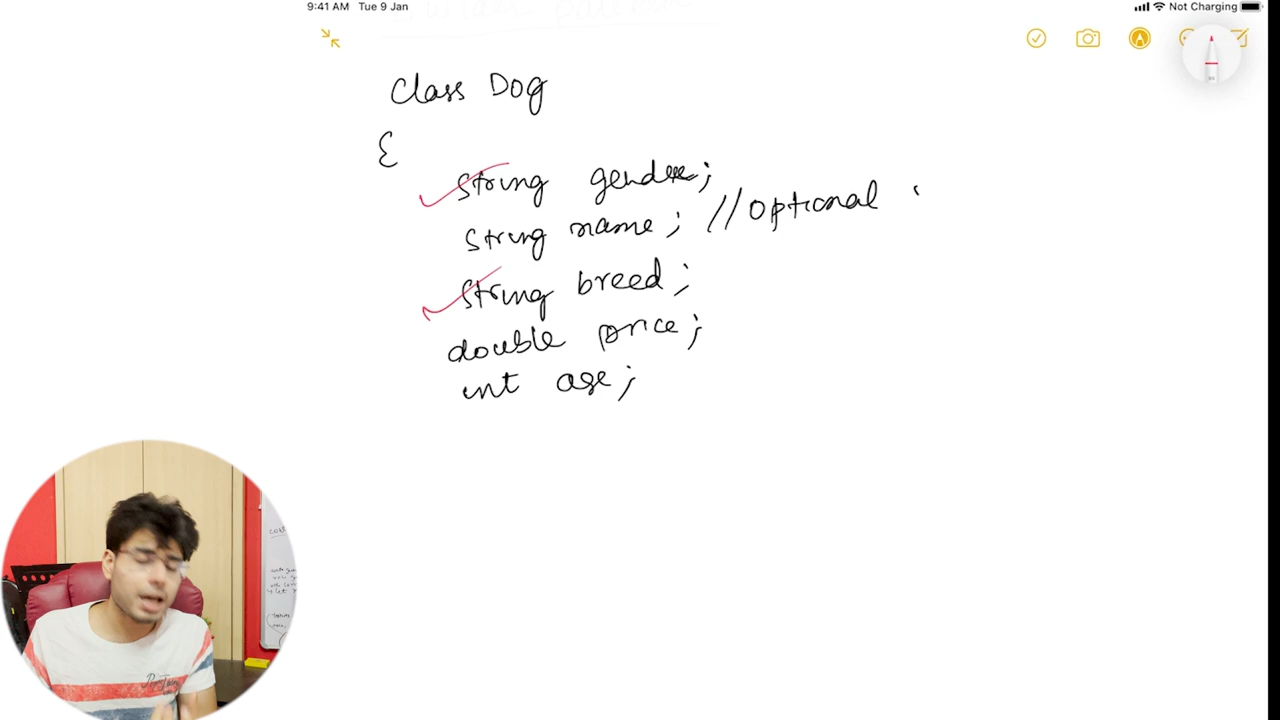 9:41 AM Tue 9 Jan
Not Charging
Class Dog
{
String gender;
String name; //optional
String breed;
double price;
int age;